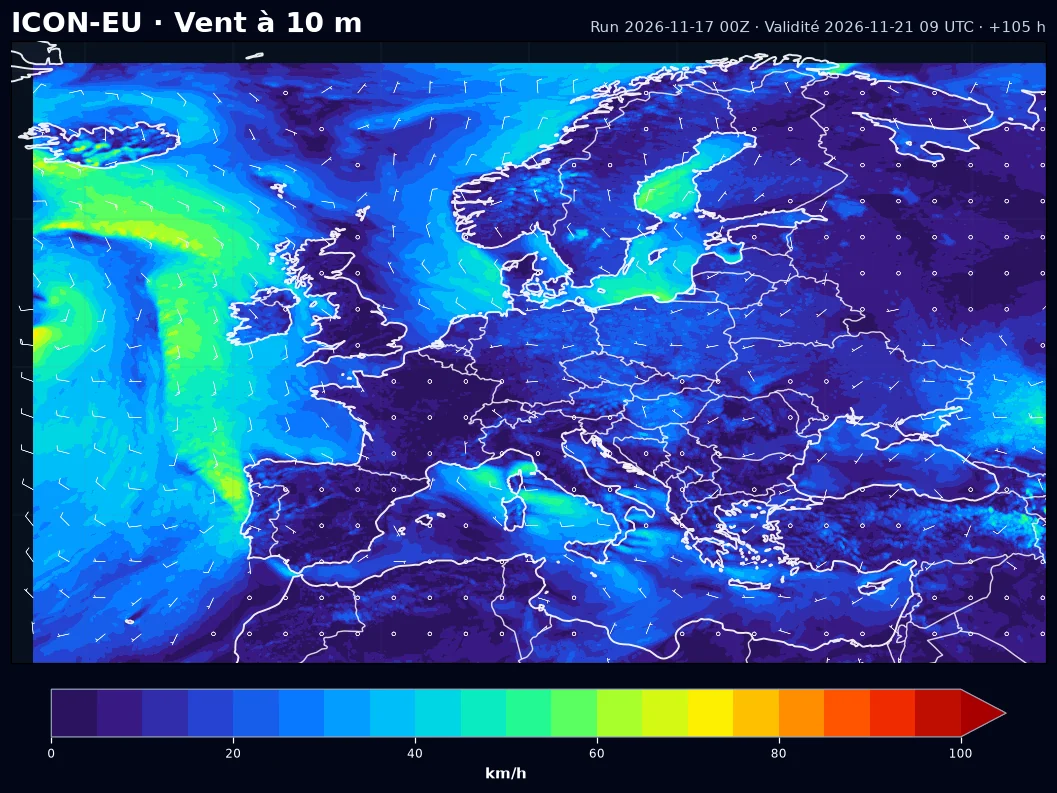 ICON-EU · Vent à 10 m
Run 2026-11-17 00Z · Validité 2026-11-21 09 UTC · +105 h
0 20 40 60 80 100
km/h